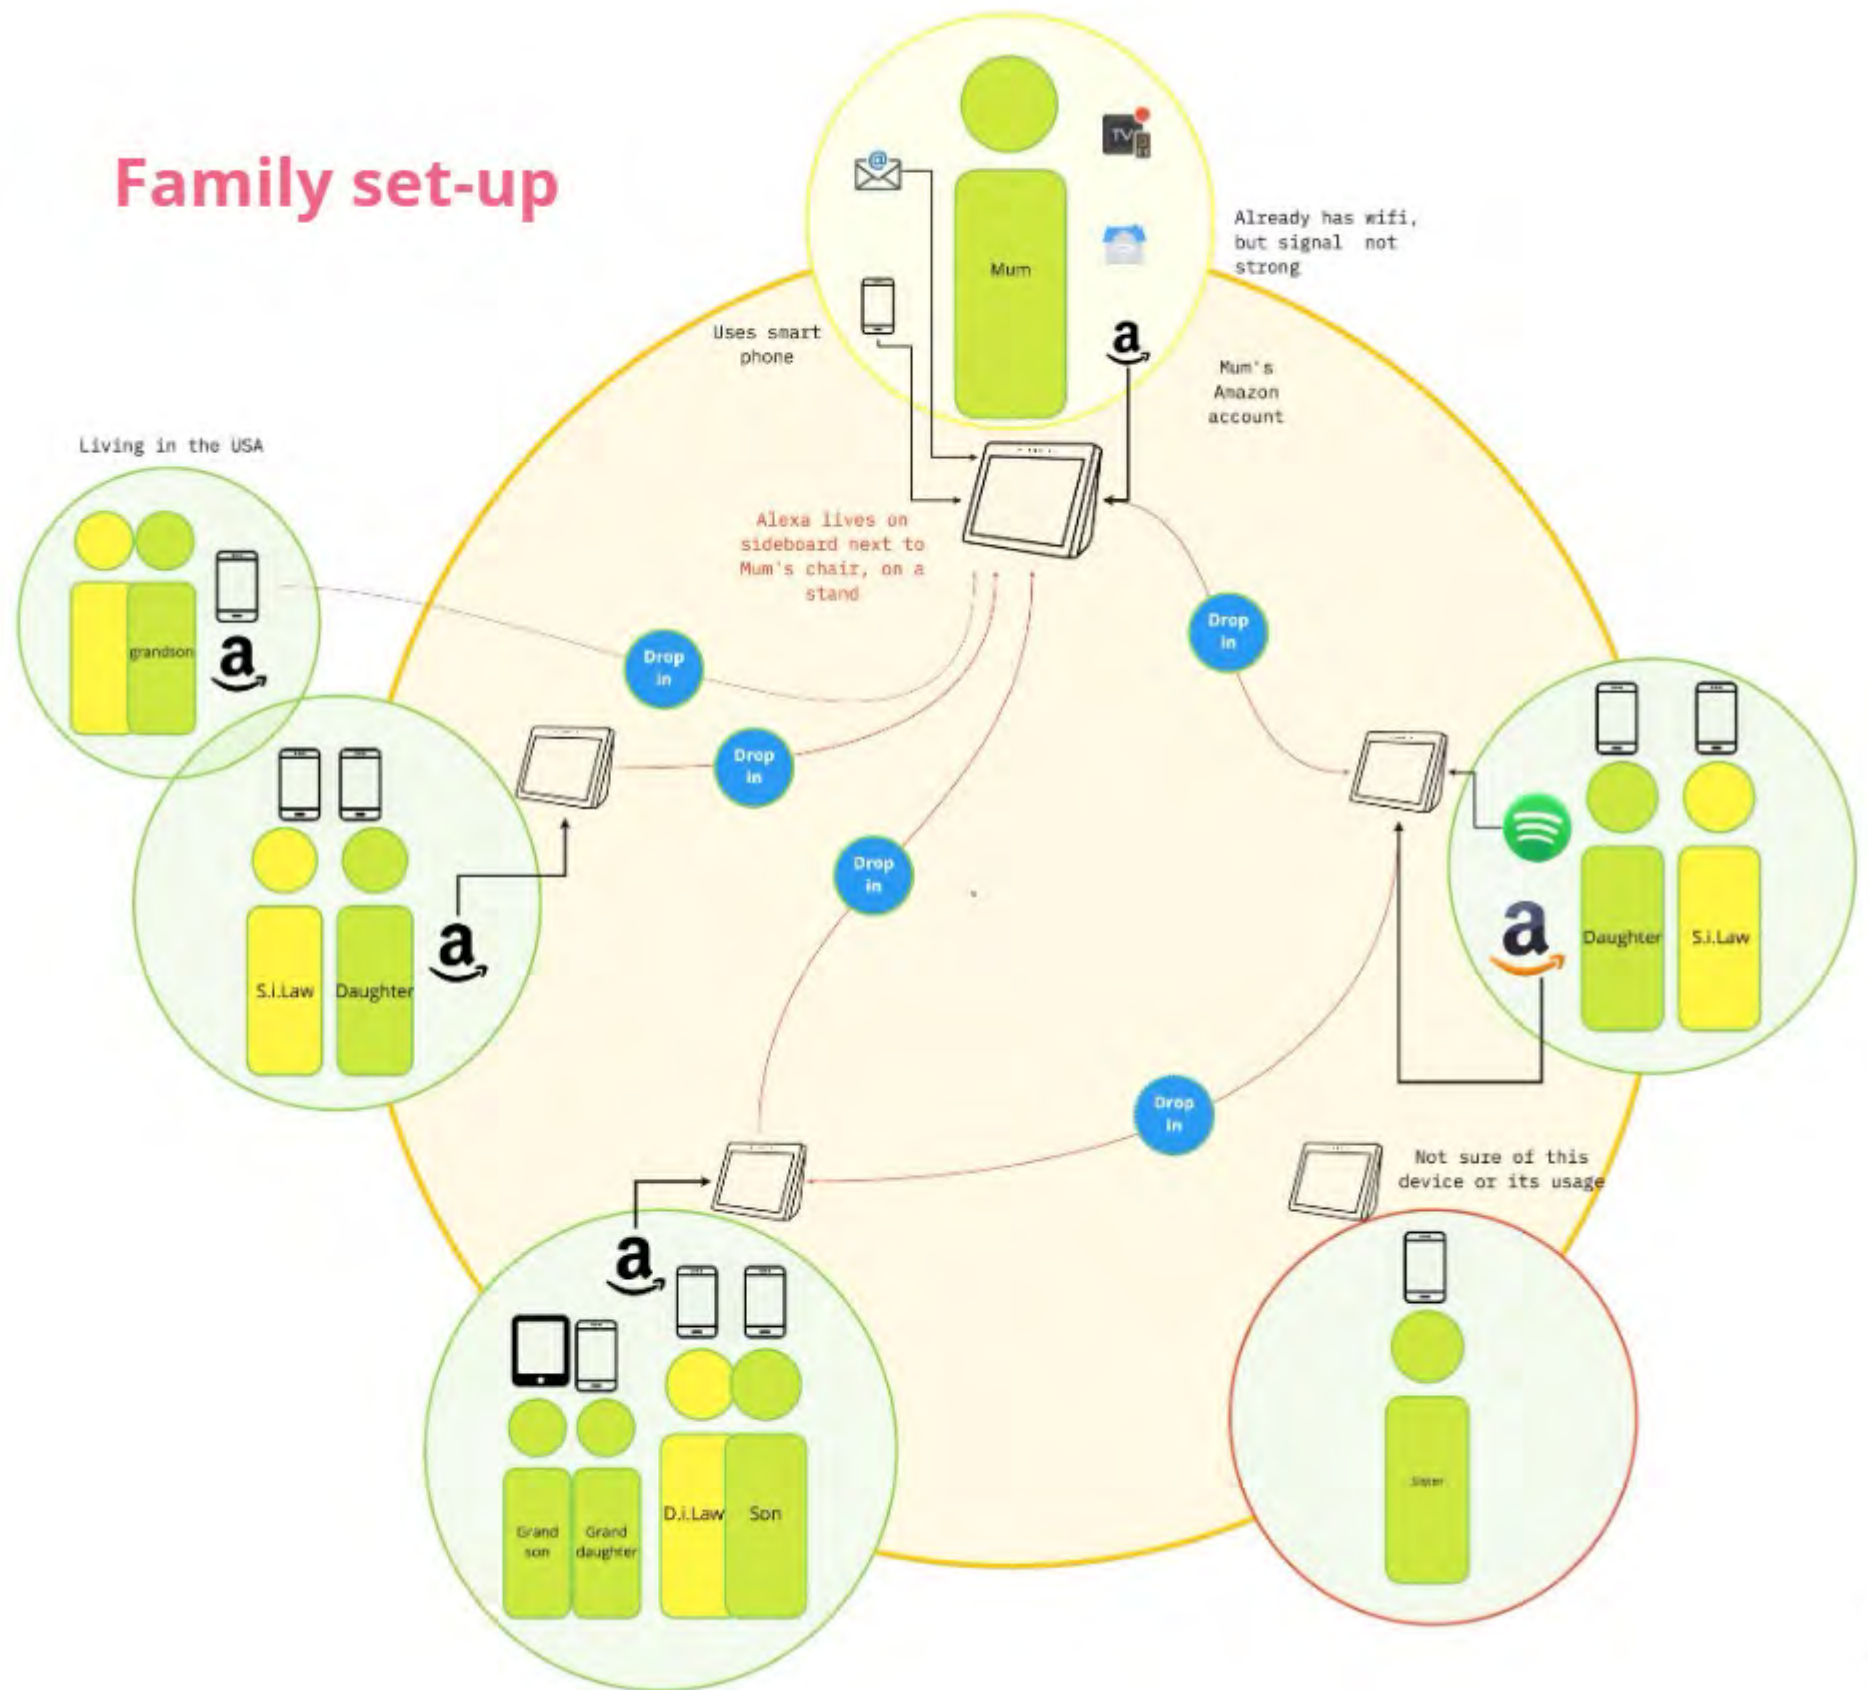 Family set-up
Mum
TV
@
Already has wifi,
but signal not
strong
Uses smart
phone
a
Mum's
Amazon
account
Living in the USA
Alexa lives on
sideboard next to
Mum's chair, on a
stand
Drop
in
grandson
a
Drop
in
Drop
in
Drop
in
S.i.Law
Daughter
a
Daughter
S.i.Law
a
Drop
in
Not sure of this
device or its usage
a
Grand
son
Grand
daughter
D.i.Law
Son
Sister